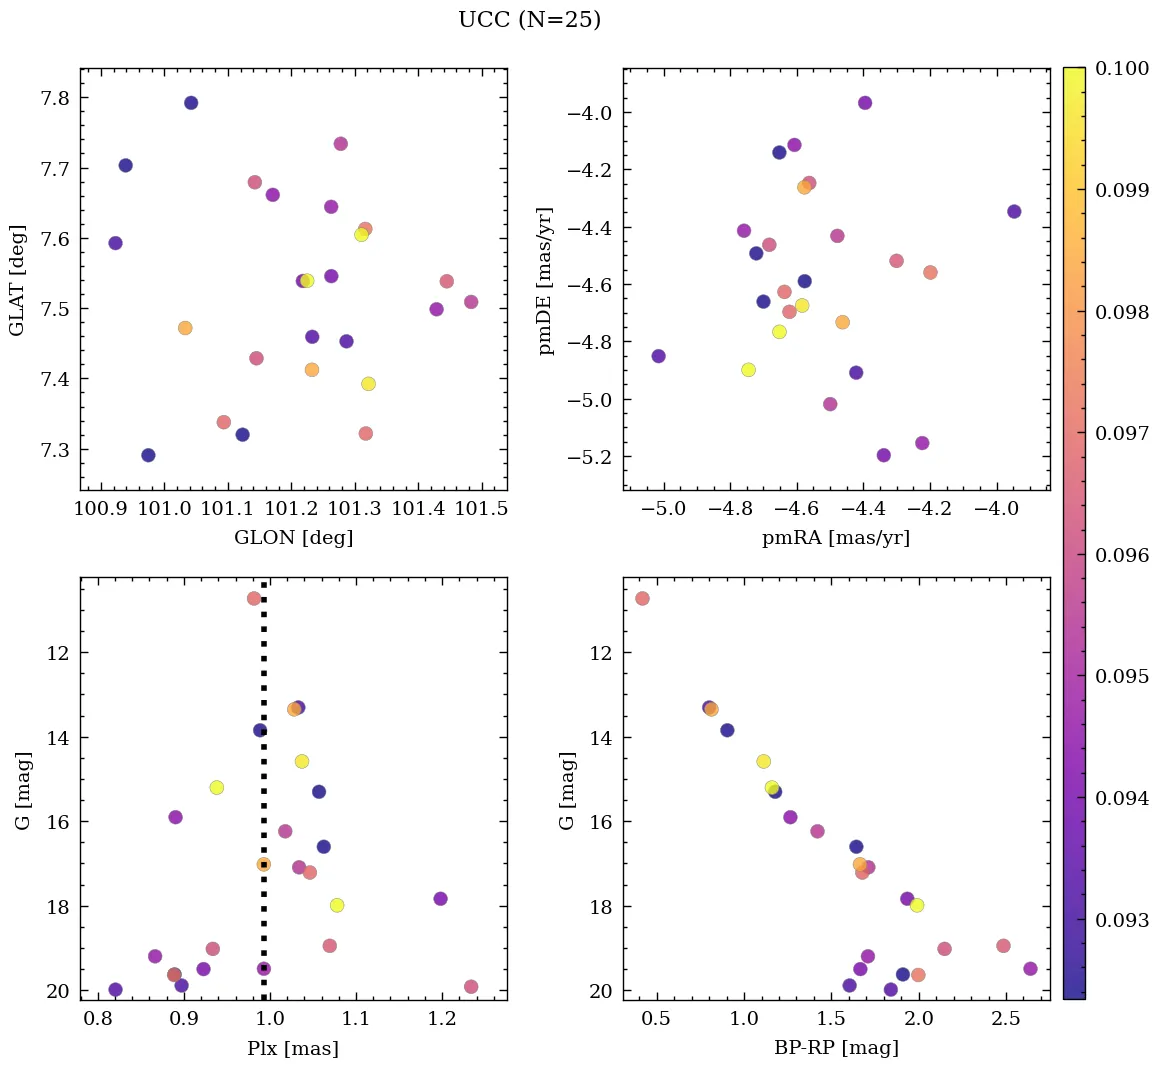 UCC (N=25)
7.8
7.7
7.6
7.5
7.4
7.3
GLAT [deg]
100.9 101.0 101.1 101.2 101.3 101.4 101.5
GLON [deg]
−4.0
−4.2
−4.4
−4.6
−4.8
−5.0
−5.2
pmDE [mas/yr]
−5.0 −4.8 −4.6 −4.4 −4.2 −4.0
pmRA [mas/yr]
0.100
0.099
0.098
0.097
0.096
0.095
0.094
0.093
12
14
16
18
20
G [mag]
0.8 0.9 1.0 1.1 1.2
Plx [mas]
12
14
16
18
20
G [mag]
0.5 1.0 1.5 2.0 2.5
BP-RP [mag]